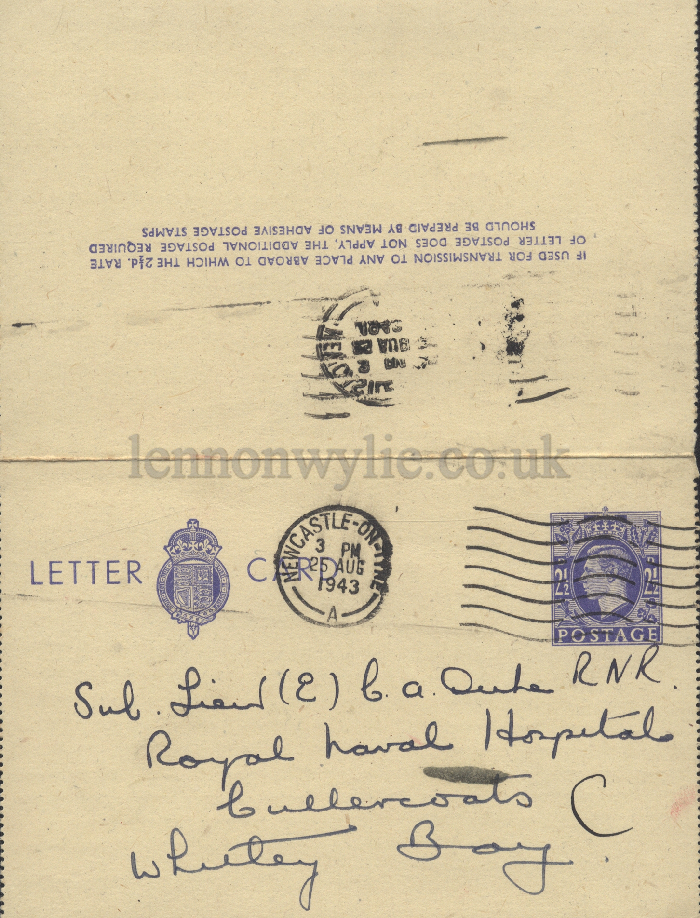 IF USED FOR TRANSMISSION TO ANY PLACE ABROAD TO WHICH THE 2½d. RATE
OF LETTER POSTAGE DOES NOT APPLY, THE ADDITIONAL POSTAGE REQUIRED
SHOULD BE PREPAID BY MEANS OF ADHESIVE POSTAGE STAMPS
lennonwylie.co.uk
LETTER CARD
NEWCASTLE-ON-TYNE
3 PM
25 AUG
1943
A
2½ 2½
POSTAGE
Sub. Lieu (E) C. A. Duke RNR.
Royal Naval Hospital
Cullercoats C
Whitley Bay.